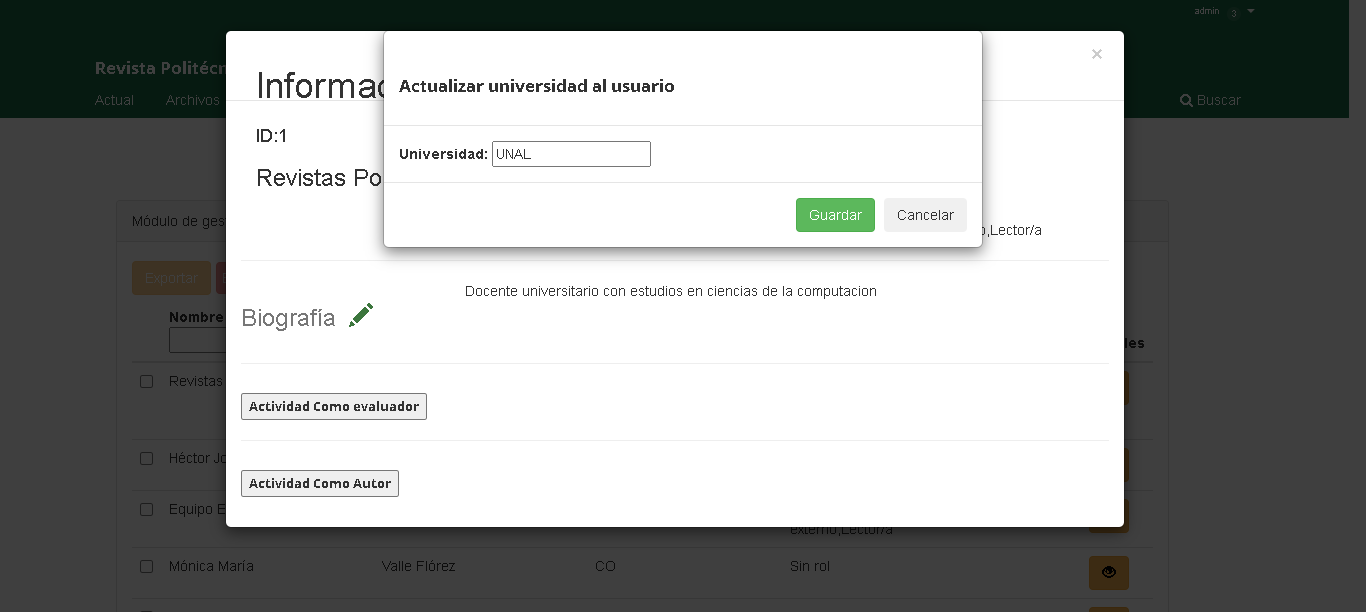 admin 3
Revista Politécn
Actual Archivos Buscar
Informac
×
Actualizar universidad al usuario
ID:1
Universidad: UNAL
Revistas Po
Guardar Cancelar
Módulo de ges
,Lector/a
Exportar
Docente universitario con estudios en ciencias de la computacion
Biografía
Nombre
les
Revistas
Actividad Como evaluador
Héctor Jo
Actividad Como Autor
Equipo E
externo,Lector/a
Mónica María Valle Flórez CO Sin rol